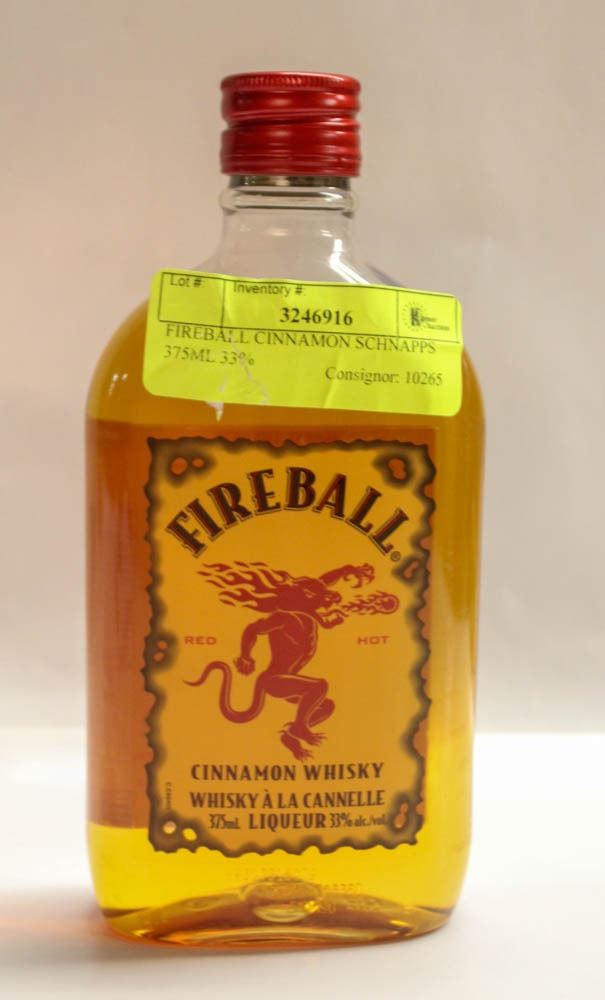 Lot #: Inventory #:
3246916
FIREBALL CINNAMON SCHNAPPS
375ML 33%
Consignor: 10265
FIREBALL®
RED HOT
CINNAMON WHISKY
WHISKY À LA CANNELLE
375mL LIQUEUR 33% alc./vol.